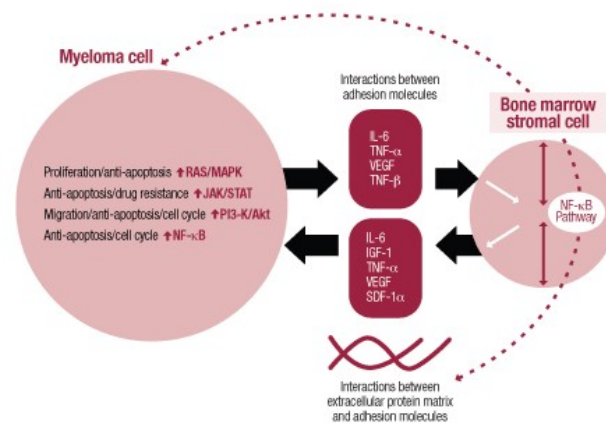 Myeloma cell
Proliferation/anti-apoptosis ↑RAS/MAPK
Anti-apoptosis/drug resistance ↑JAK/STAT
Migration/anti-apoptosis/cell cycle ↑PI3-K/Akt
Anti-apoptosis/cell cycle ↑NF-κB
Interactions between
adhesion molecules
IL-6
TNF-α
VEGF
TNF-β
IL-6
IGF-1
TNF-α
VEGF
SDF-1α
Interactions between
extracellular protein matrix
and adhesion molecules
Bone marrow
stromal cell
NF-κB
Pathway